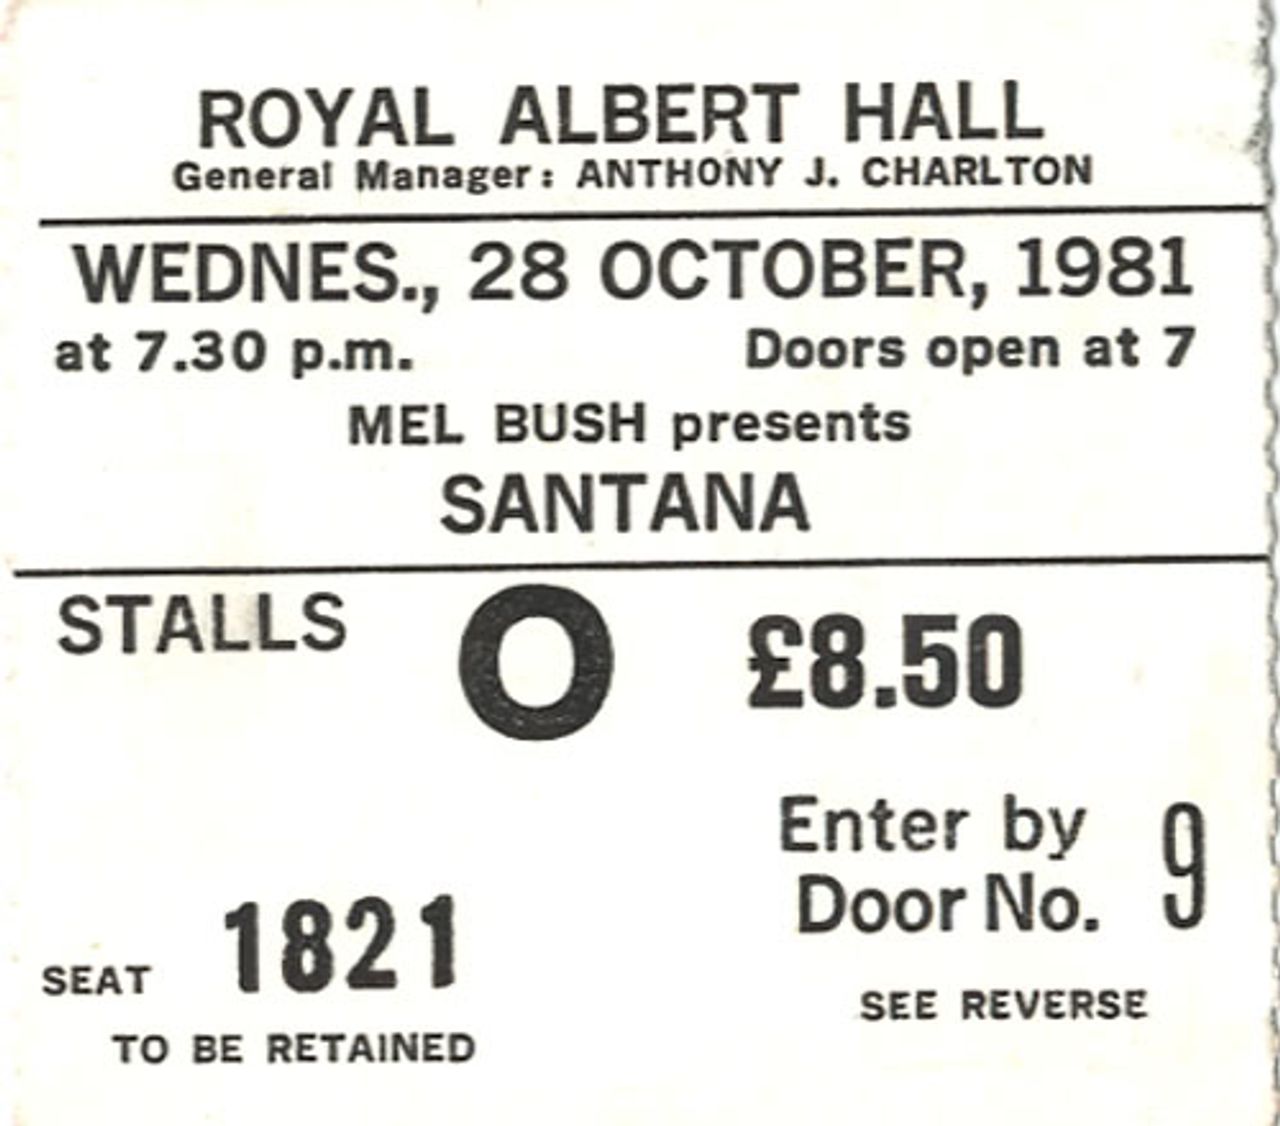 ROYAL ALBERT HALL
General Manager: ANTHONY J. CHARLTON
WEDNES., 28 OCTOBER, 1981
at 7.30 p.m. Doors open at 7
MEL BUSH presents
SANTANA
STALLS O £8.50
Enter by
Door No. 9
SEAT 1821
SEE REVERSE
TO BE RETAINED